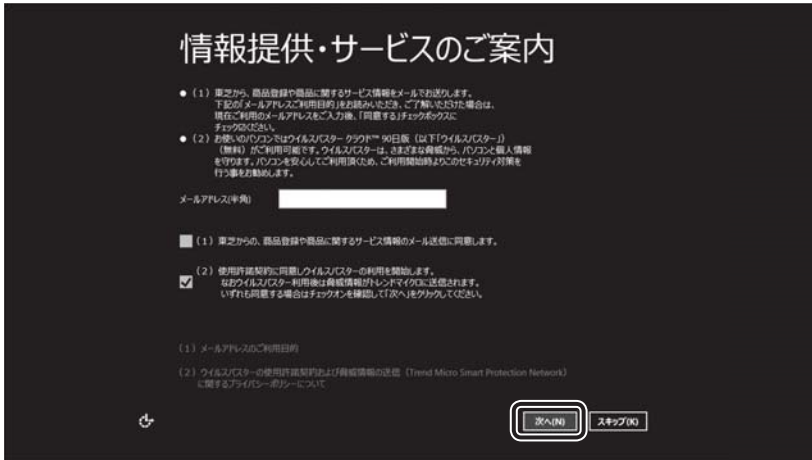 情報提供・サービスのご案内
● （1）東芝から、商品登録や商品に関するサービス情報をメールでお送りします。
下記の「メールアドレスご利用目的」をお読みいただき、ご了解いただけた場合は、
現在ご利用のメールアドレスをご入力後、「同意する」チェックボックスに
チェックください。
● （2）お使いのパソコンではウイルスバスター クラウド™ 90日版（以下「ウイルスバスター」）
（無料）がご利用可能です。ウイルスバスターは、さまざまな脅威から、パソコンと個人情報
を守ります。パソコンを安心してご利用頂くため、ご利用開始時よりこのセキュリティ対策を
行う事をお勧めします。
メールアドレス(半角)
（1）東芝からの、商品登録や商品に関するサービス情報のメール送信に同意します。
（2）使用許諾契約に同意しウイルスバスターの利用を開始します。
なおウイルスバスター利用後は脅威情報がトレンドマイクロに送信されます。
いずれも同意する場合はチェックオンを確認して「次へ」をクリックしてください。
（1）メールアドレスのご利用目的
（2）ウイルスバスターの使用許諾契約および脅威情報の送信（Trend Micro Smart Protection Network）
に関するプライバシーポリシーについて
次へ(N) スキップ(K)